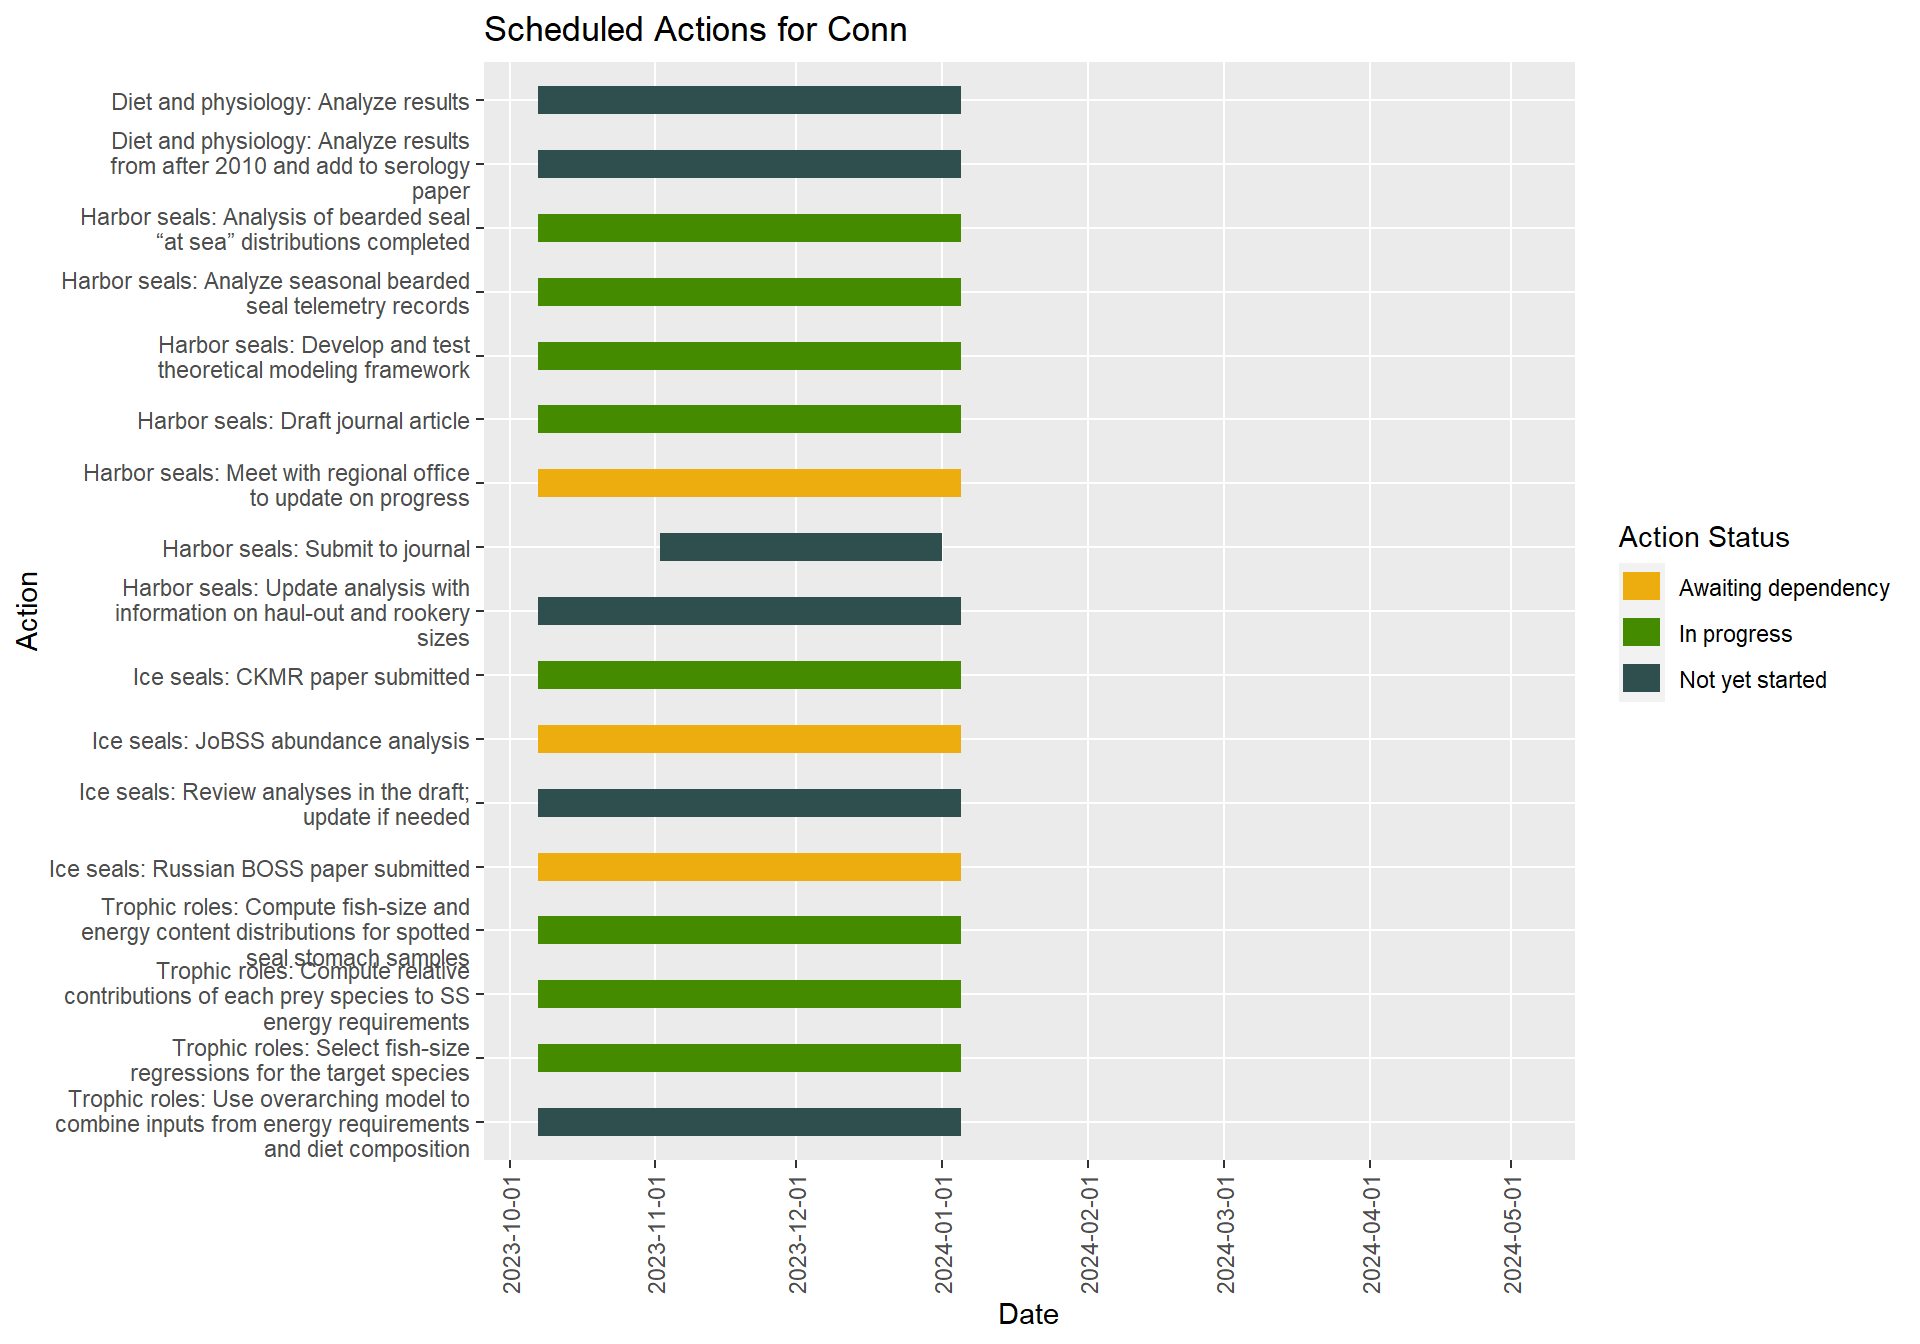 Scheduled Actions for Conn
Diet and physiology: Analyze results
Diet and physiology: Analyze results
from after 2010 and add to serology
paper
Harbor seals: Analysis of bearded seal
“at sea” distributions completed
Harbor seals: Analyze seasonal bearded
seal telemetry records
Harbor seals: Develop and test
theoretical modeling framework
Harbor seals: Draft journal article
Harbor seals: Meet with regional office
to update on progress
Harbor seals: Submit to journal
Harbor seals: Update analysis with
information on haul-out and rookery
sizes
Ice seals: CKMR paper submitted
Ice seals: JoBSS abundance analysis
Ice seals: Review analyses in the draft;
update if needed
Ice seals: Russian BOSS paper submitted
Trophic roles: Compute fish-size and
energy content distributions for spotted
seal stomach samples
Trophic roles: Compute relative
contributions of each prey species to SS
energy requirements
Trophic roles: Select fish-size
regressions for the target species
Trophic roles: Use overarching model to
combine inputs from energy requirements
and diet composition
Action
2023-10-01
2023-11-01
2023-12-01
2024-01-01
2024-02-01
2024-03-01
2024-04-01
2024-05-01
Date
Action Status
Awaiting dependency
In progress
Not yet started